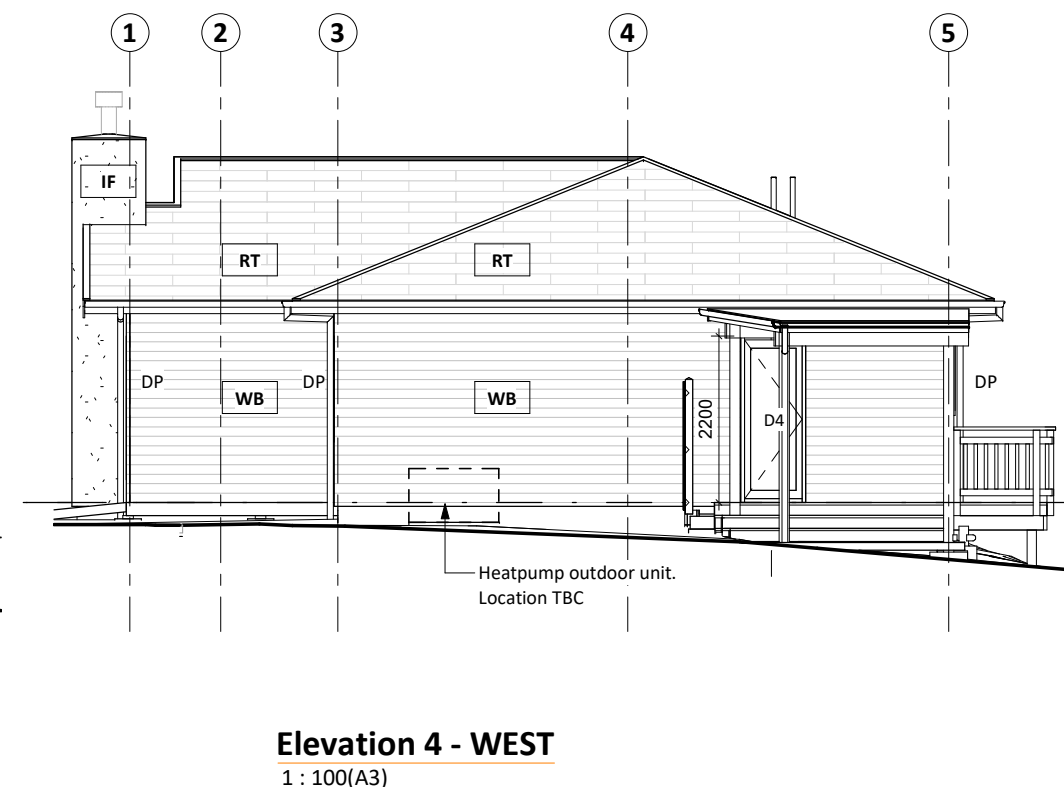 1 2 3 4 5
IF
RT RT
DP DP DP
WB WB
2200
D4
Heatpump outdoor unit.
Location TBC
Elevation 4 - WEST
1 : 100(A3)